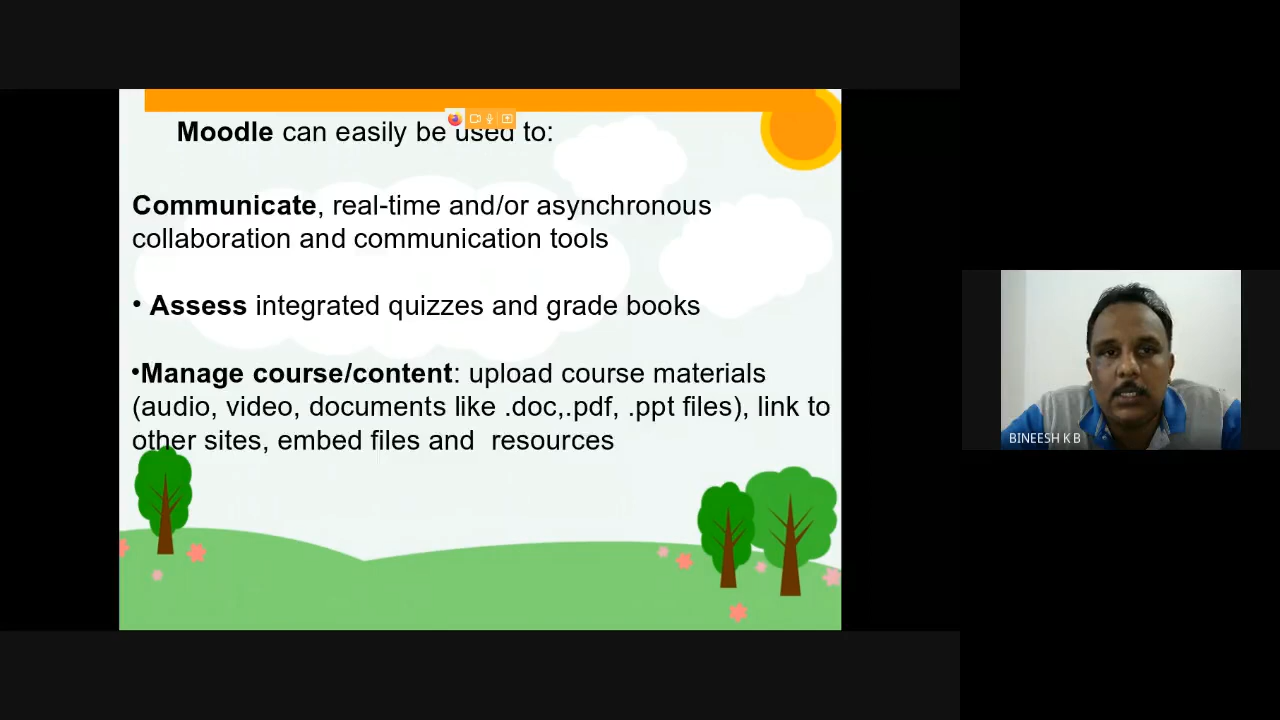 Moodle can easily be used to:
Communicate, real-time and/or asynchronous
collaboration and communication tools
• Assess integrated quizzes and grade books
•Manage course/content: upload course materials
(audio, video, documents like .doc,.pdf, .ppt files), link to
other sites, embed files and  resources
BINEESH K B